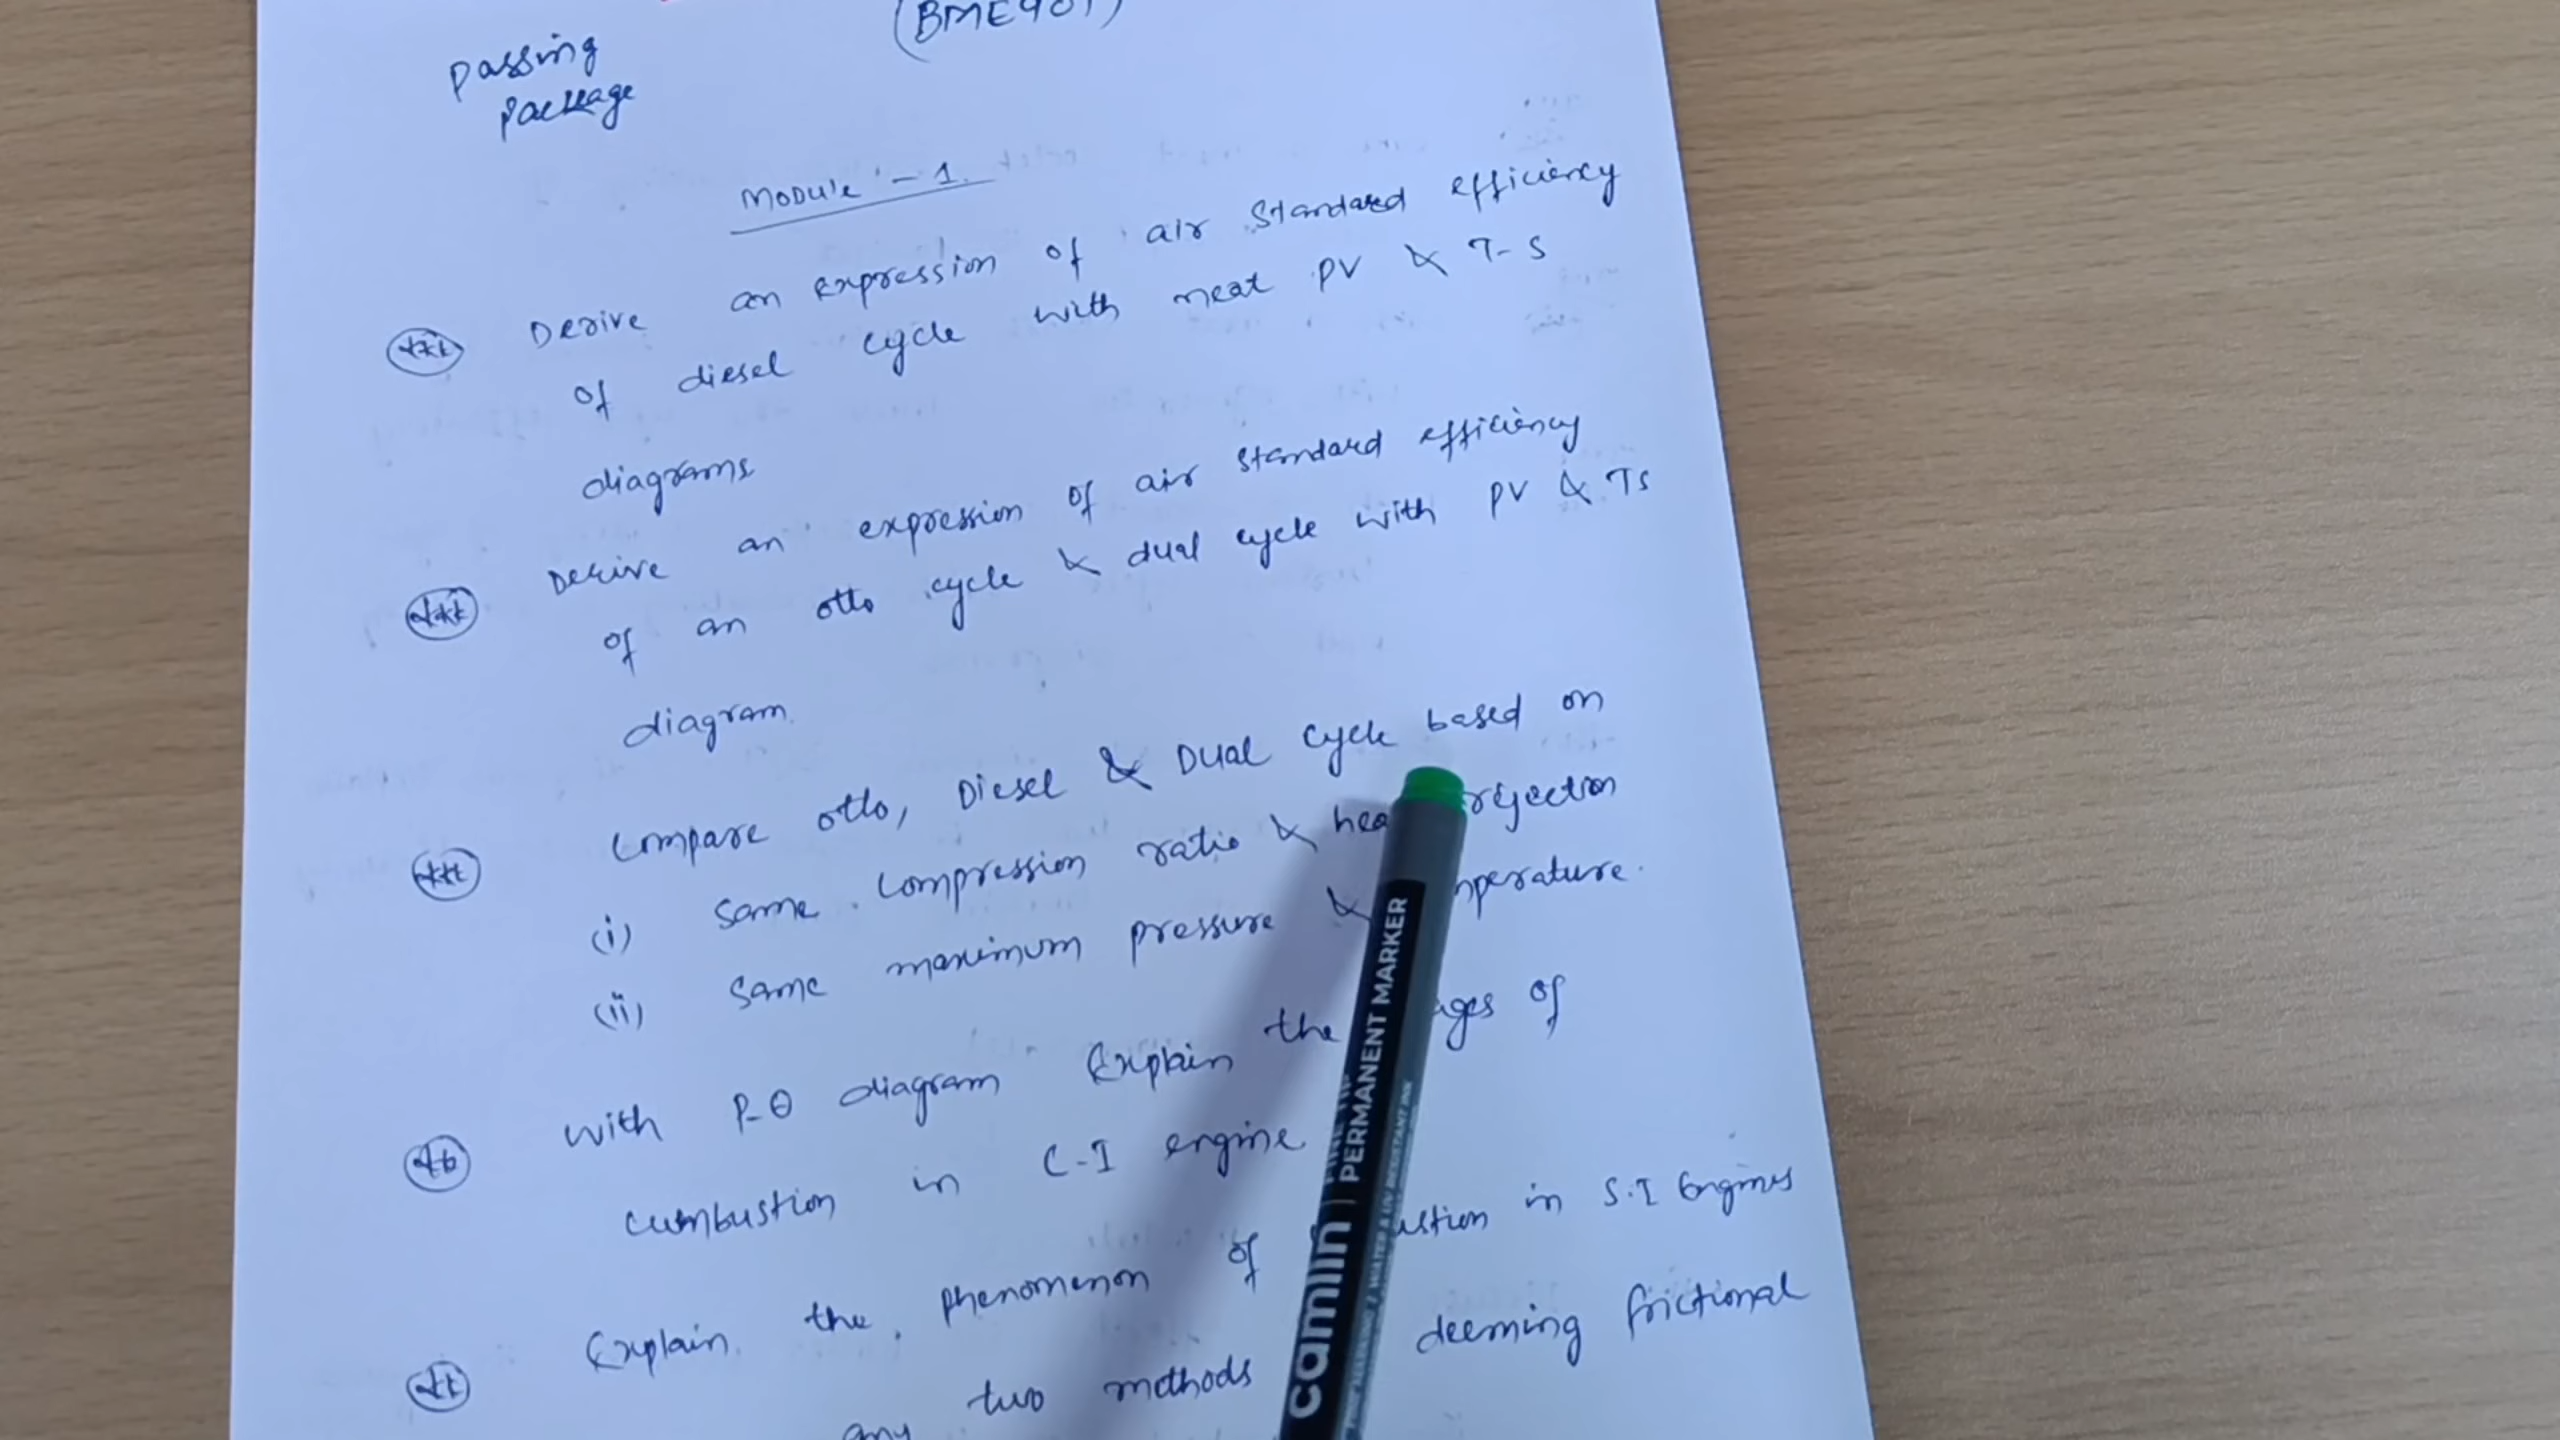 (BME401)
Passing
Package
Module - 1.
*** Derive an expression of air standard efficiency
of diesel cycle with neat PV & T-S
diagrams
*** Derive an expression of air standard efficiency
of an otto cycle & dual cycle with PV & TS
diagram.
*** Compare otto, Diesel & Dual cycle based on
(i) Same compression ratio & hea rejection
(ii) Same maximum pressure & mperature.
With P-θ diagram Explain the ages of
cumbustion in C-I engine
** Explain the phenomenon of ustion in S.I Engines
any two methods deeming frictional
camlin PERMANENT MARKER